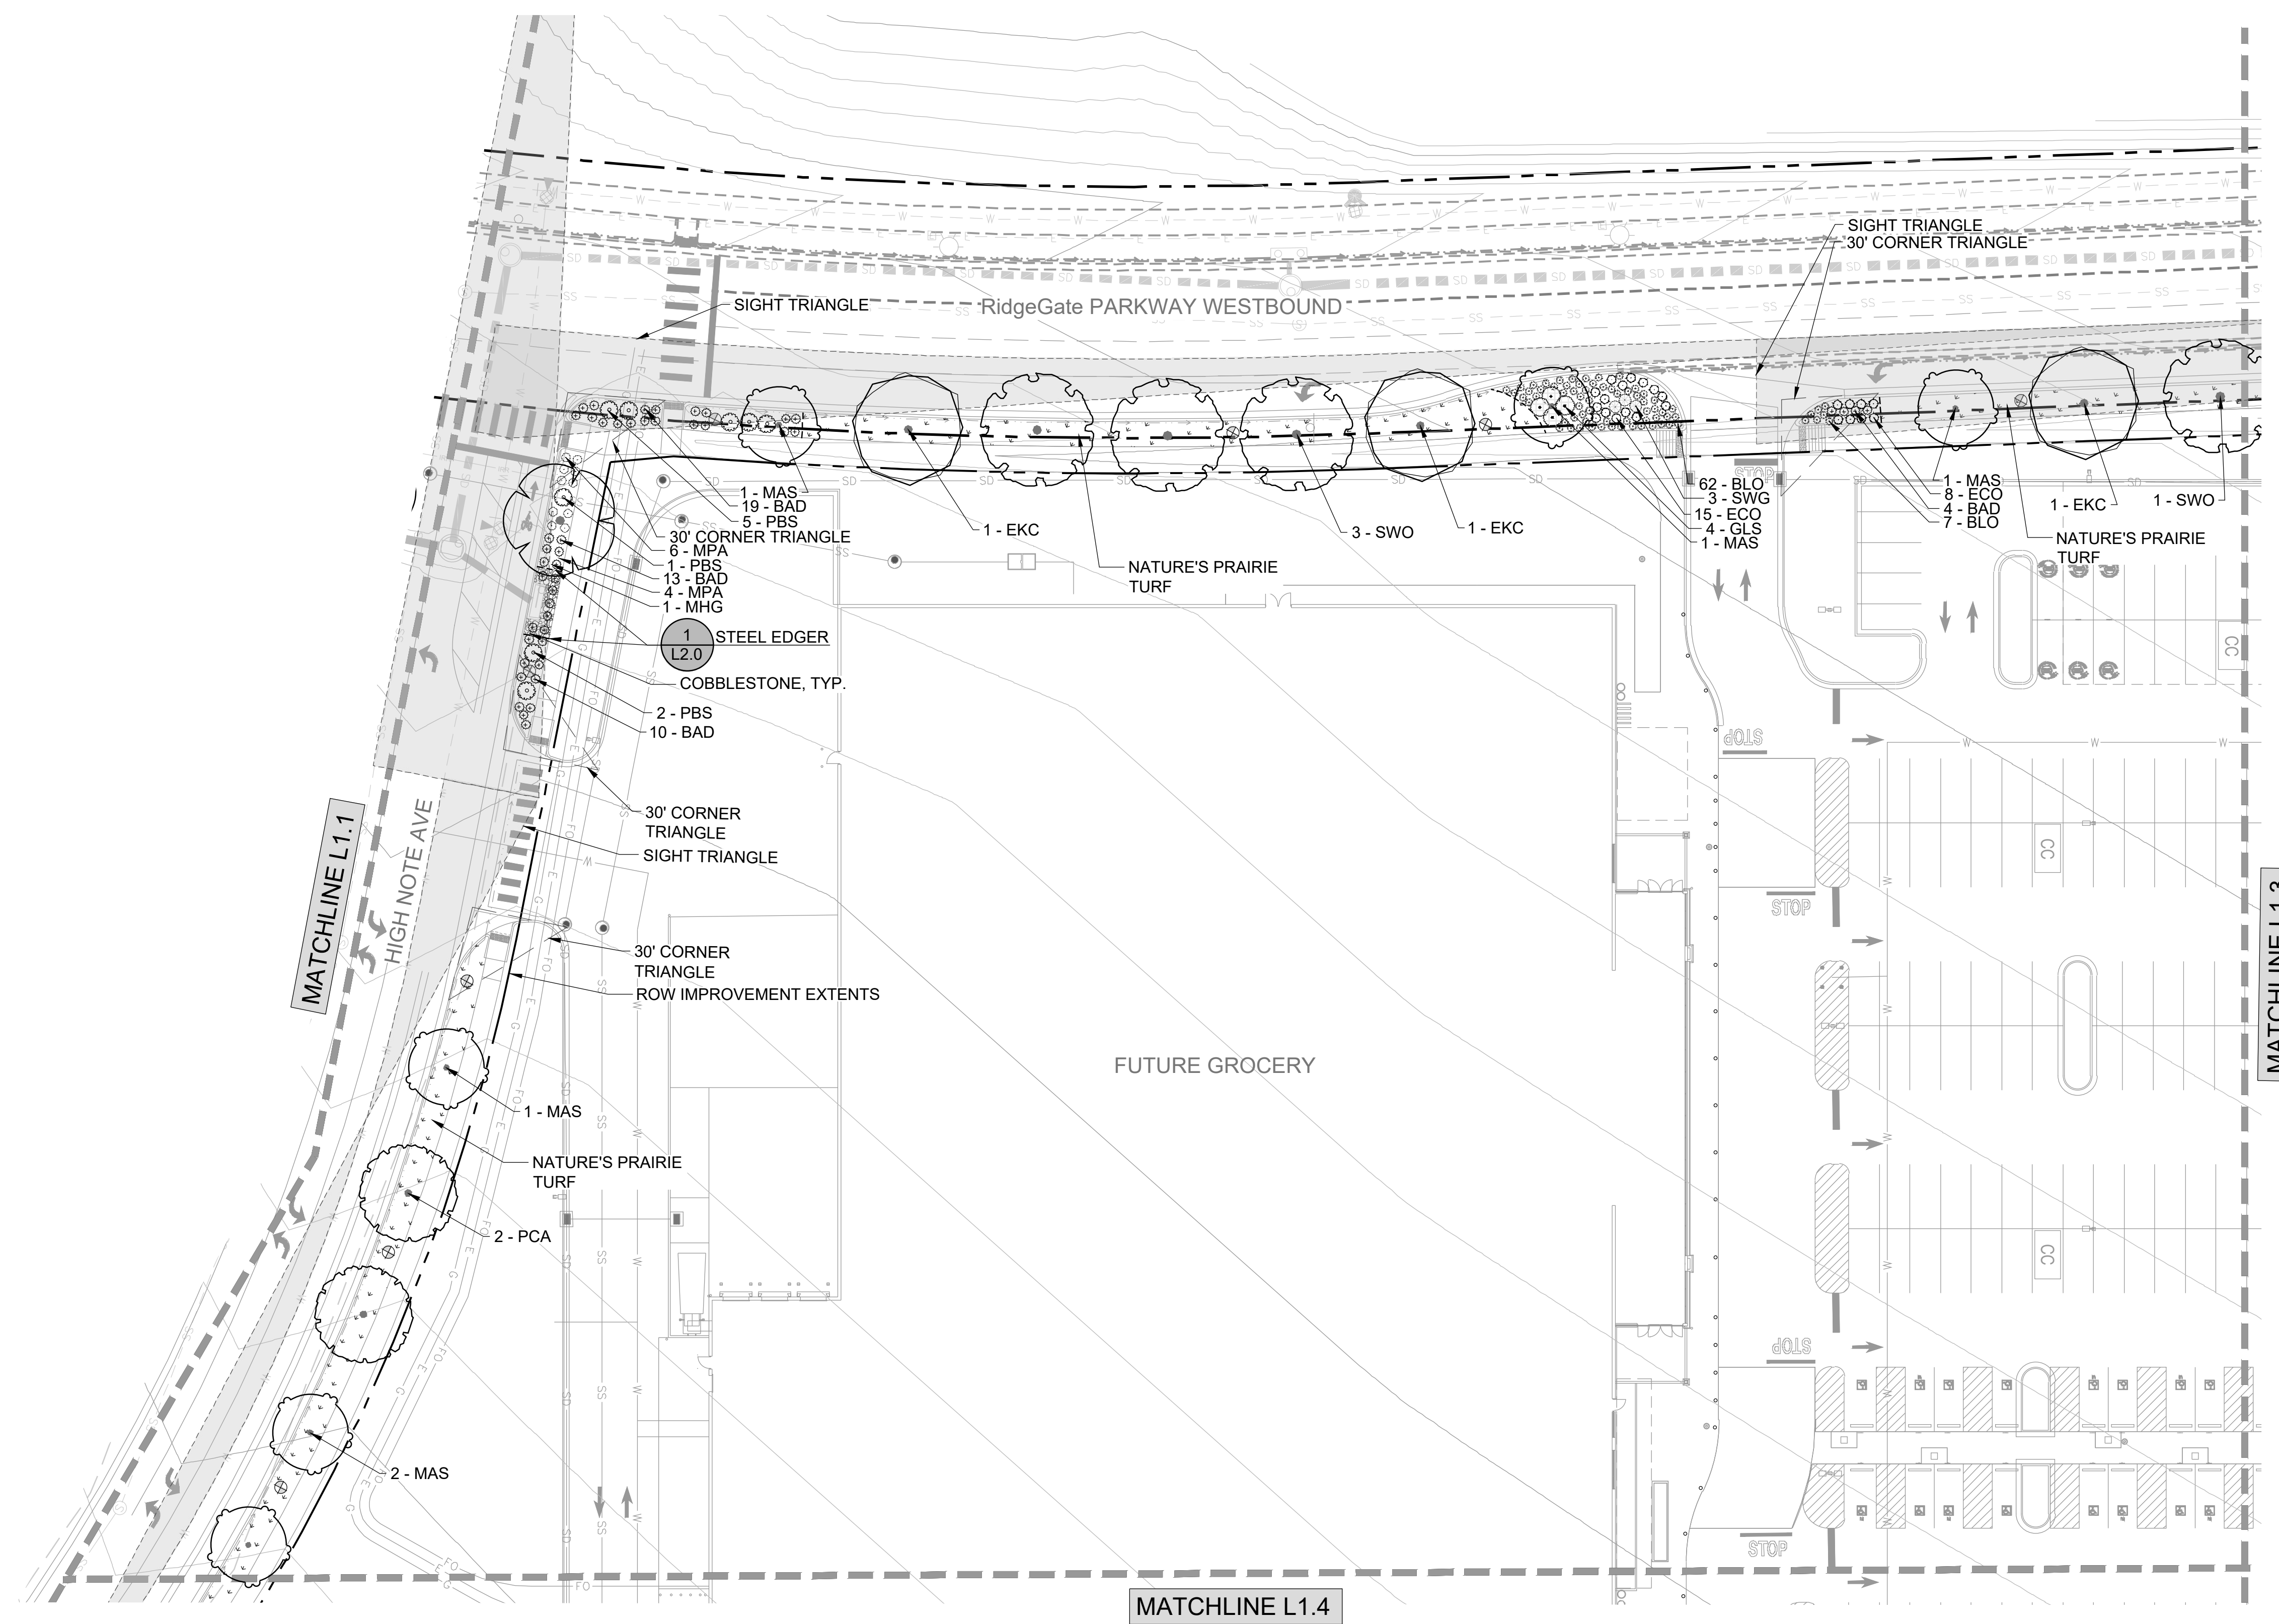 SIGHT TRIANGLE
30' CORNER TRIANGLE
SIGHT TRIANGLE
RidgeGate PARKWAY WESTBOUND
1 - MAS
19 - BAD
5 - PBS
30' CORNER TRIANGLE
6 - MPA
1 - PBS
13 - BAD
4 - MPA
1 - MHG
1
L2.0
STEEL EDGER
COBBLESTONE, TYP.
2 - PBS
10 - BAD
1 - EKC
NATURE'S PRAIRIE
TURF
3 - SWO
1 - EKC
62 - BLO
3 - SWG
15 - ECO
4 - GLS
1 - MAS
STOP
1 - MAS
8 - ECO
4 - BAD
7 - BLO
1 - EKC
1 - SWO
NATURE'S PRAIRIE
TURF
CC
STOP
30' CORNER
TRIANGLE
SIGHT TRIANGLE
MATCHLINE L1.1
HIGH NOTE AVE
CC
STOP
30' CORNER
TRIANGLE
ROW IMPROVEMENT EXTENTS
FUTURE GROCERY
MATCHLINE L1.3
1 - MAS
NATURE'S PRAIRIE
TURF
2 - PCA
CC
STOP
2 - MAS
STOP
MATCHLINE L1.4